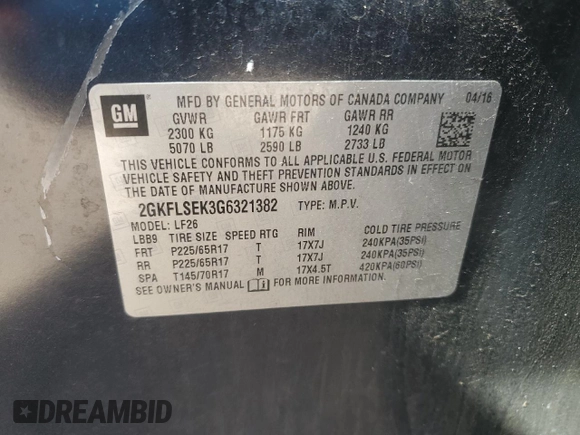 GM
MFD BY GENERAL MOTORS OF CANADA COMPANY 04/16
GVWR GAWR FRT GAWR RR
2300 KG 1175 KG 1240 KG
5070 LB 2590 LB 2733 LB
THIS VEHICLE CONFORMS TO ALL APPLICABLE U.S. FEDERAL MOTOR
VEHICLE SAFETY AND THEFT PREVENTION STANDARDS IN EFFECT ON
THE DATE OF MANUFACTURE SHOWN ABOVE.
2GKFLSEK3G6321382 TYPE: M.P.V.
MODEL: LF26
LBB9 TIRE SIZE SPEED RTG RIM COLD TIRE PRESSURE
FRT P225/65R17 T 17X7J 240KPA(35PSI)
RR P225/65R17 T 17X7J 240KPA(35PSI)
SPA T145/70R17 M 17X4.5T 420KPA(60PSI)
SEE OWNER'S MANUAL FOR MORE INFORMATION.
DREAMBID